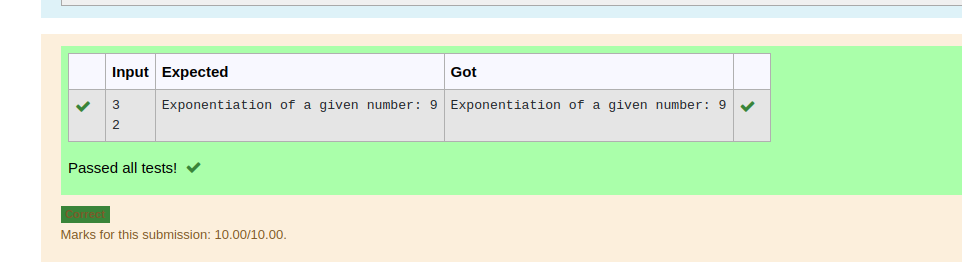 Input Expected Got
3 Exponentiation of a given number: 9 Exponentiation of a given number: 9
2
Passed all tests!
Correct
Marks for this submission: 10.00/10.00.